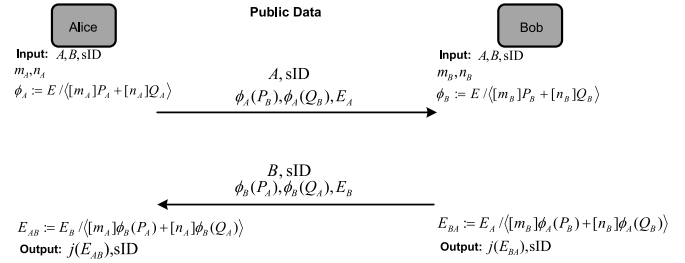 Public Data
Alice
Input: A,B,sID
m_A,n_A
ϕ_A := E /⟨[m_A]P_A + [n_A]Q_A⟩
A,sID
ϕ_A(P_B),ϕ_A(Q_B),E_A
Bob
Input: A,B,sID
m_B,n_B
ϕ_B := E /⟨[m_B]P_B + [n_B]Q_B⟩
B,sID
ϕ_B(P_A),ϕ_B(Q_A),E_B
E_AB := E_B /⟨[m_A]ϕ_B(P_A) + [n_A]ϕ_B(Q_A)⟩
Output: j(E_AB),sID
E_BA := E_A /⟨[m_B]ϕ_A(P_B) + [n_B]ϕ_A(Q_B)⟩
Output: j(E_BA),sID